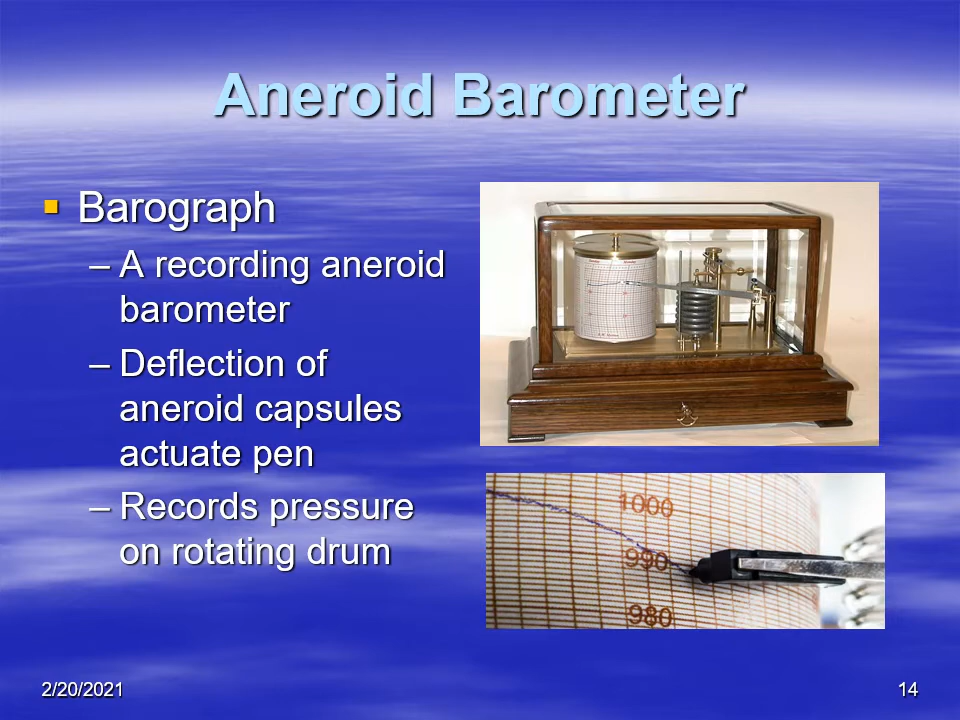 Aneroid Barometer
▪ Barograph
– A recording aneroid
barometer
– Deflection of
aneroid capsules
actuate pen
– Records pressure
on rotating drum
1000
990
980
2/20/2021
14